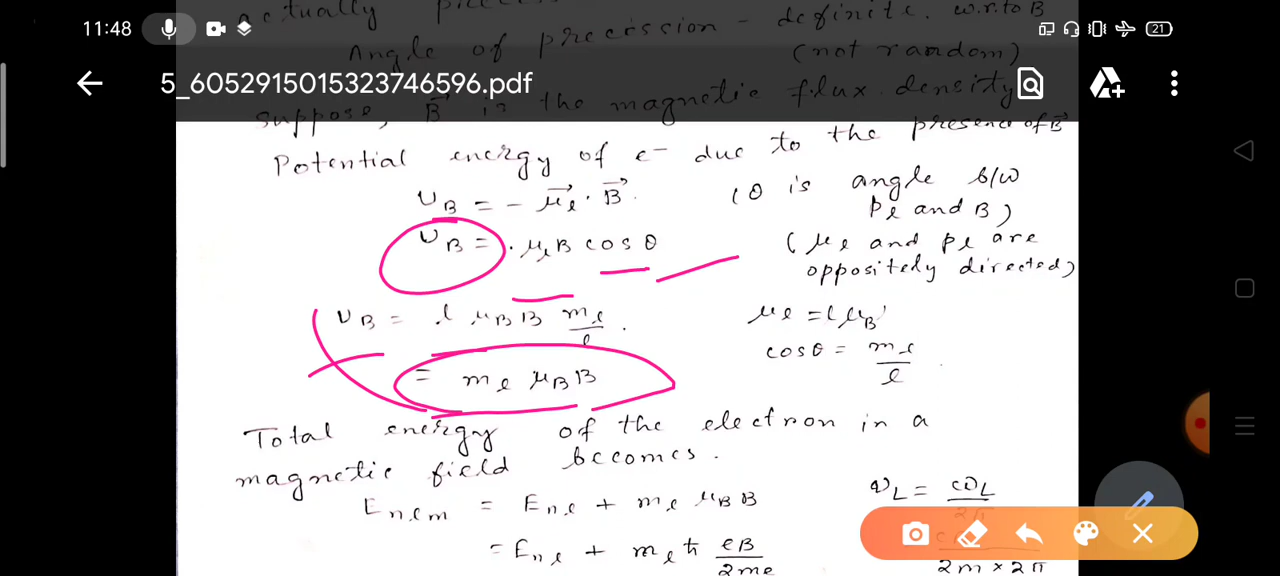 11:48
21
5_6052915015323746596.pdf
Actually
Angle of precission - definite. w.r.to B
(not random)
suppose, B⃗ is the magnetic flux density
Potential energy of e⁻ due to the presence of B⃗
U_B = - μ⃗_ℓ · B⃗.
(θ is angle b/w
P_ℓ and B)
U_B = . μ_ℓ B cos θ
(μ_ℓ and p_ℓ are
oppositely directed)
U_B = . ℓ μ_B B m_ℓ/ℓ .
μ_ℓ = ℓ μ_B
cosθ = m_ℓ/ℓ
= m_ℓ μ_B B
Total energy of the electron in a
magnetic field becomes.
E_nℓm = E_nℓ + m_ℓ μ_B B
ν_L = ω_L/2π
= E_nℓ + m_ℓ ħ eB/2me
2m × 2π